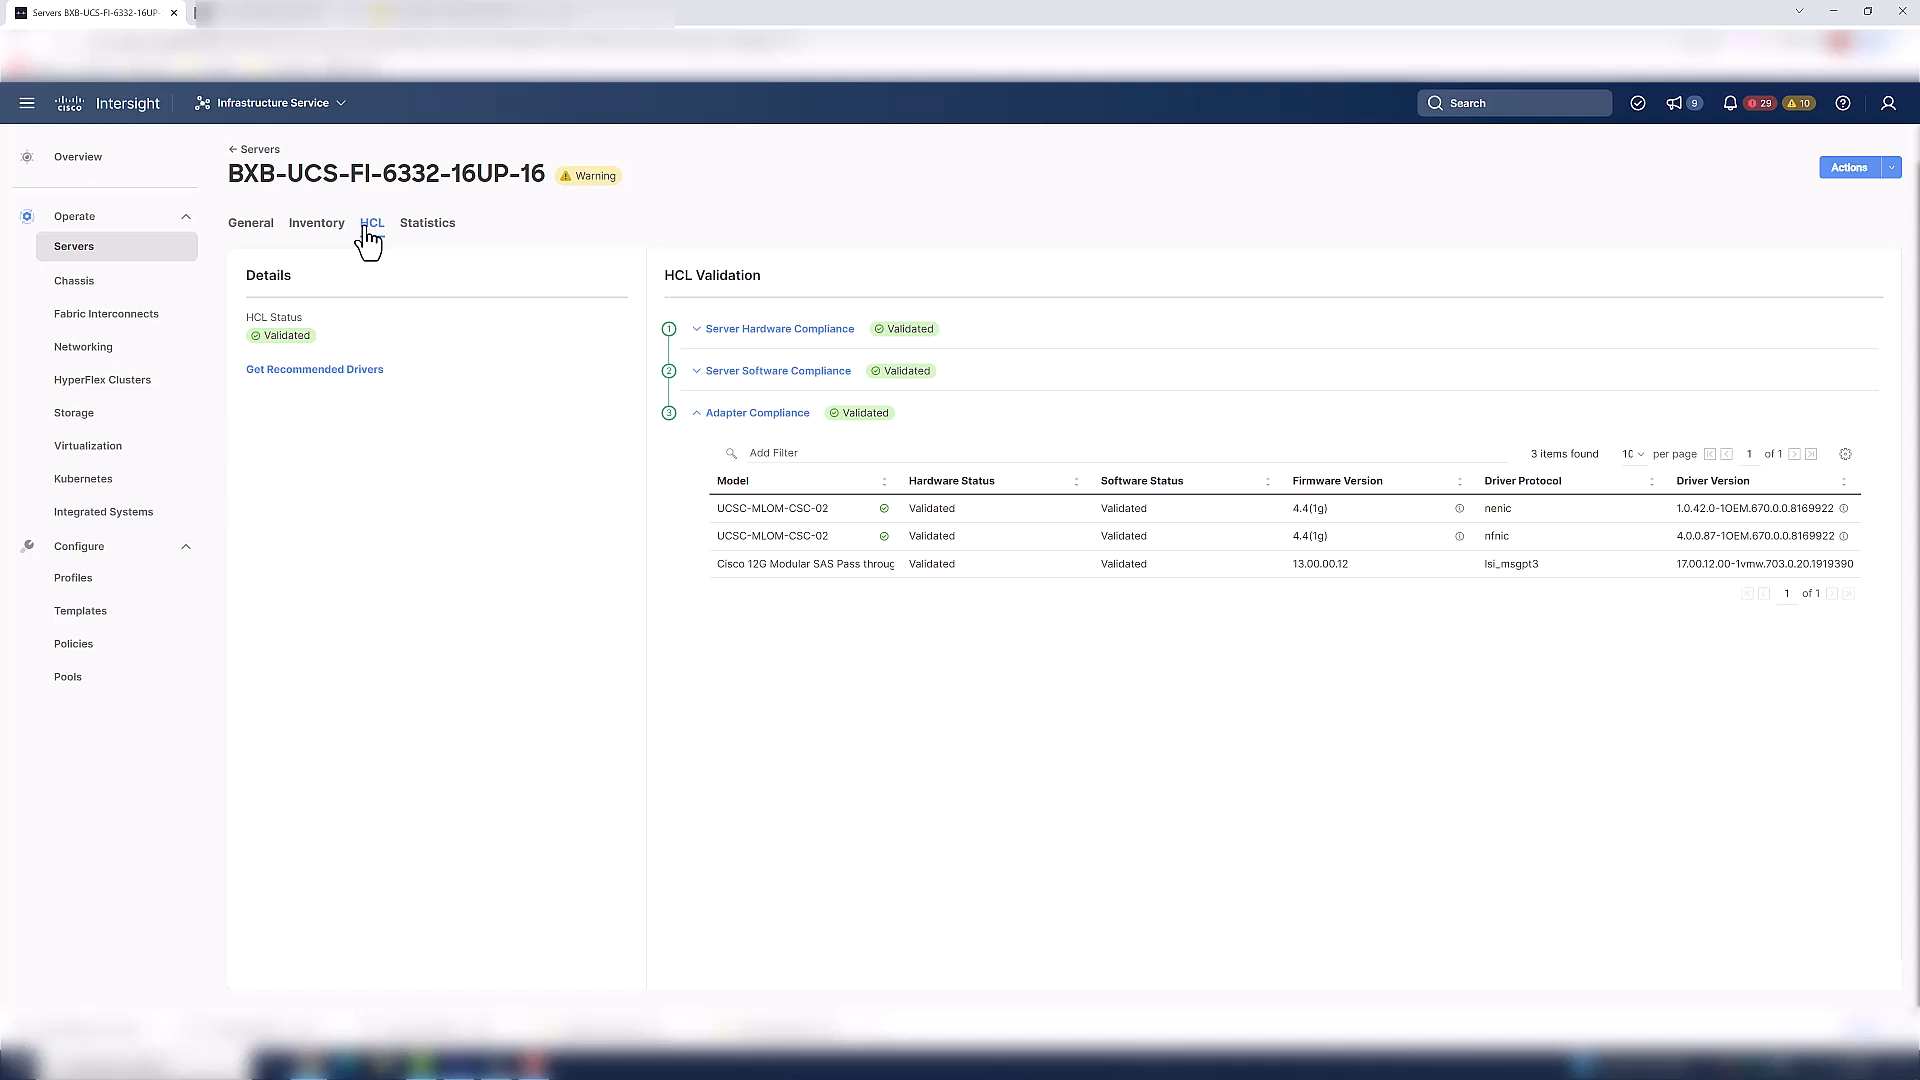 Servers BXB-UCS-FI-6332-16UP-
cisco Intersight Infrastructure Service Search 9 29 10
Overview
Operate
Servers
Chassis
Fabric Interconnects
Networking
HyperFlex Clusters
Storage
Virtualization
Kubernetes
Integrated Systems
Configure
Profiles
Templates
Policies
Pools
← Servers
BXB-UCS-FI-6332-16UP-16 Warning
Actions
General Inventory HCL Statistics
Details
HCL Status
Validated
Get Recommended Drivers
HCL Validation
1 Server Hardware Compliance Validated
2 Server Software Compliance Validated
3 Adapter Compliance Validated
Add Filter 3 items found 10 per page 1 of 1
Model Hardware Status Software Status Firmware Version Driver Protocol Driver Version
UCSC-MLOM-CSC-02 Validated Validated 4.4(1g) nenic 1.0.42.0-1OEM.670.0.0.8169922
UCSC-MLOM-CSC-02 Validated Validated 4.4(1g) nfnic 4.0.0.87-1OEM.670.0.0.8169922
Cisco 12G Modular SAS Pass throug Validated Validated 13.00.00.12 lsi_msgpt3 17.00.12.00-1vmw.703.0.20.1919390
1 of 1